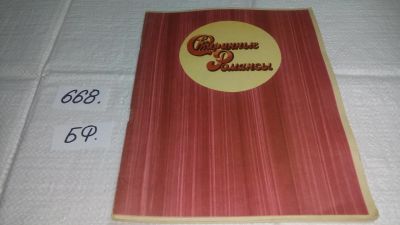 Старинные
Романсы
668.
БФ.